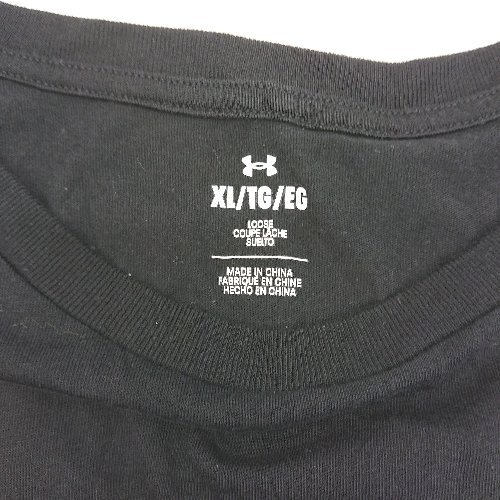 XL/TG/EG
LOOSE
COUPE LÂCHE
SUELTO
MADE IN CHINA
FABRIQUÉ EN CHINE
HECHO EN CHINA